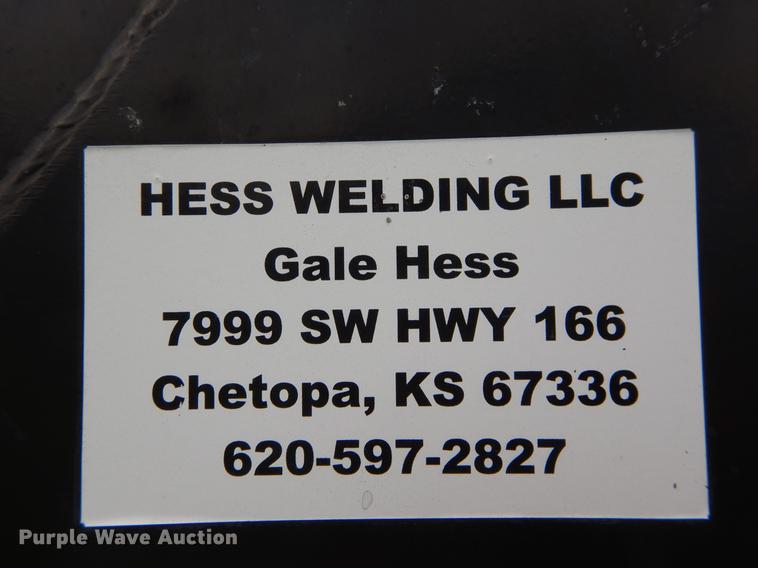 HESS WELDING LLC
Gale Hess
7999 SW HWY 166
Chetopa, KS 67336
620-597-2827
Purple Wave Auction